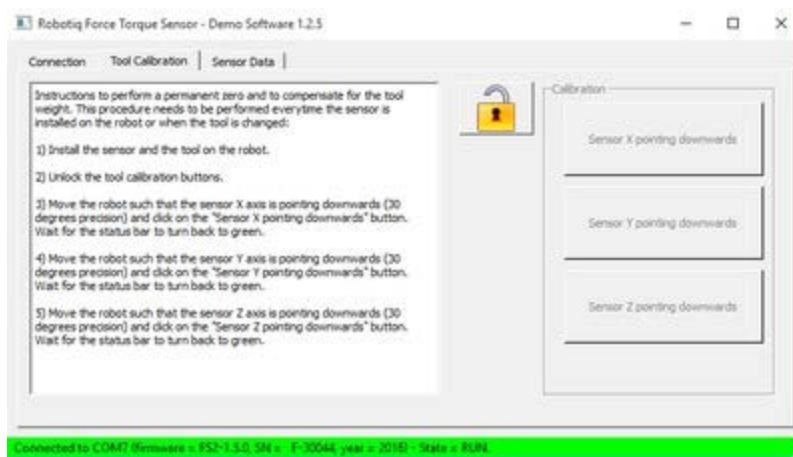 Robotiq Force Torque Sensor - Demo Software 1.2.5
Connection Tool Calibration Sensor Data
Instructions to perform a permanent zero and to compensate for the tool
weight. This procedure needs to be performed everytime the sensor is
installed on the robot or when the tool is changed:
1) Install the sensor and the tool on the robot.
2) Unlock the tool calibration buttons.
3) Move the robot such that the sensor X axis is pointing downwards (30
degrees precision) and click on the "Sensor X pointing downwards" button.
Wait for the status bar to turn back to green.
4) Move the robot such that the sensor Y axis is pointing downwards (30
degrees precision) and click on the "Sensor Y pointing downwards" button.
Wait for the status bar to turn back to green.
5) Move the robot such that the sensor Z axis is pointing downwards (30
degrees precision) and click on the "Sensor Z pointing downwards" button.
Wait for the status bar to turn back to green.
Calibration
Sensor X pointing downwards
Sensor Y pointing downwards
Sensor Z pointing downwards
Connected to COM7 (firmware = FS2-1.5.0, SN = F-30044, year = 2016) - State = RUN.